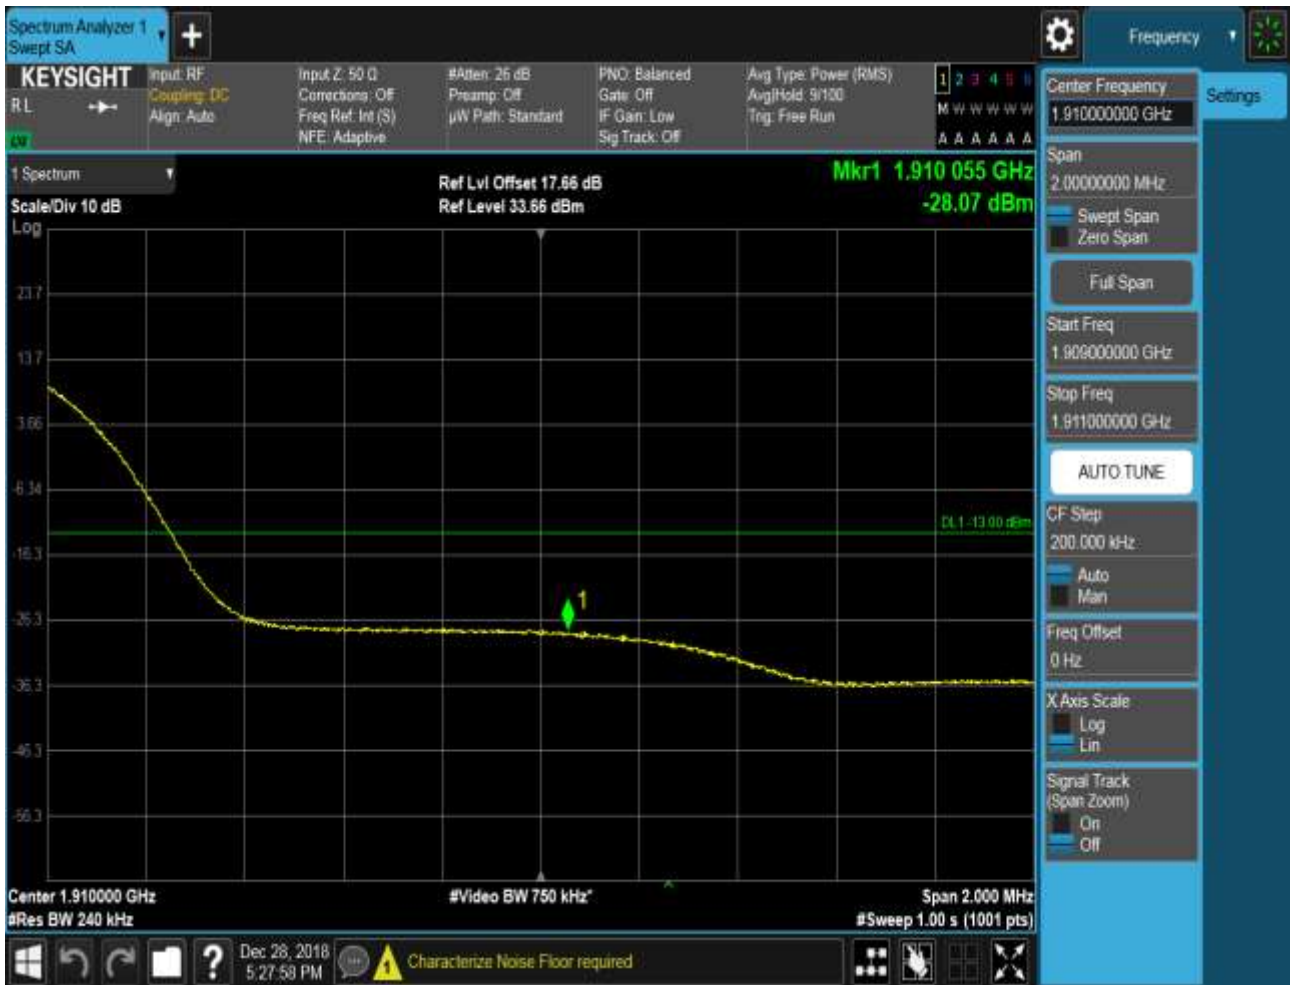 Spectrum Analyzer 1
Swept SA
Frequency
KEYSIGHT
R L
Input: RF
Coupling: DC
Align: Auto
Input Z: 50 Ω
Corrections: Off
Freq Ref: Int (S)
NFE: Adaptive
#Atten: 26 dB
Preamp: Off
µW Path: Standard
PNO: Balanced
Gate: Off
IF Gain: Low
Sig Track: Off
Avg Type: Power (RMS)
Avg|Hold: 9/100
Trig: Free Run
1 2 3 4 5 6
M W W W W W
A A A A A A
1 Spectrum
Scale/Div 10 dB
Log
Ref Lvl Offset 17.66 dB
Ref Level 33.66 dBm
Mkr1 1.910 055 GHz
-28.07 dBm
23.7
13.7
3.66
-6.34
-16.3
-26.3
-36.3
-46.3
-56.3
DL1 -13.00 dBm
1
Center 1.910000 GHz
#Res BW 240 kHz
#Video BW 750 kHz*
Span 2.000 MHz
#Sweep 1.00 s (1001 pts)
Center Frequency
1.910000000 GHz
Settings
Span
2.00000000 MHz
Swept Span
Zero Span
Full Span
Start Freq
1.909000000 GHz
Stop Freq
1.911000000 GHz
AUTO TUNE
CF Step
200.000 kHz
Auto
Man
Freq Offset
0 Hz
X Axis Scale
Log
Lin
Signal Track
(Span Zoom)
On
Off
?
Dec 28, 2018
5:27:58 PM
1
Characterize Noise Floor required